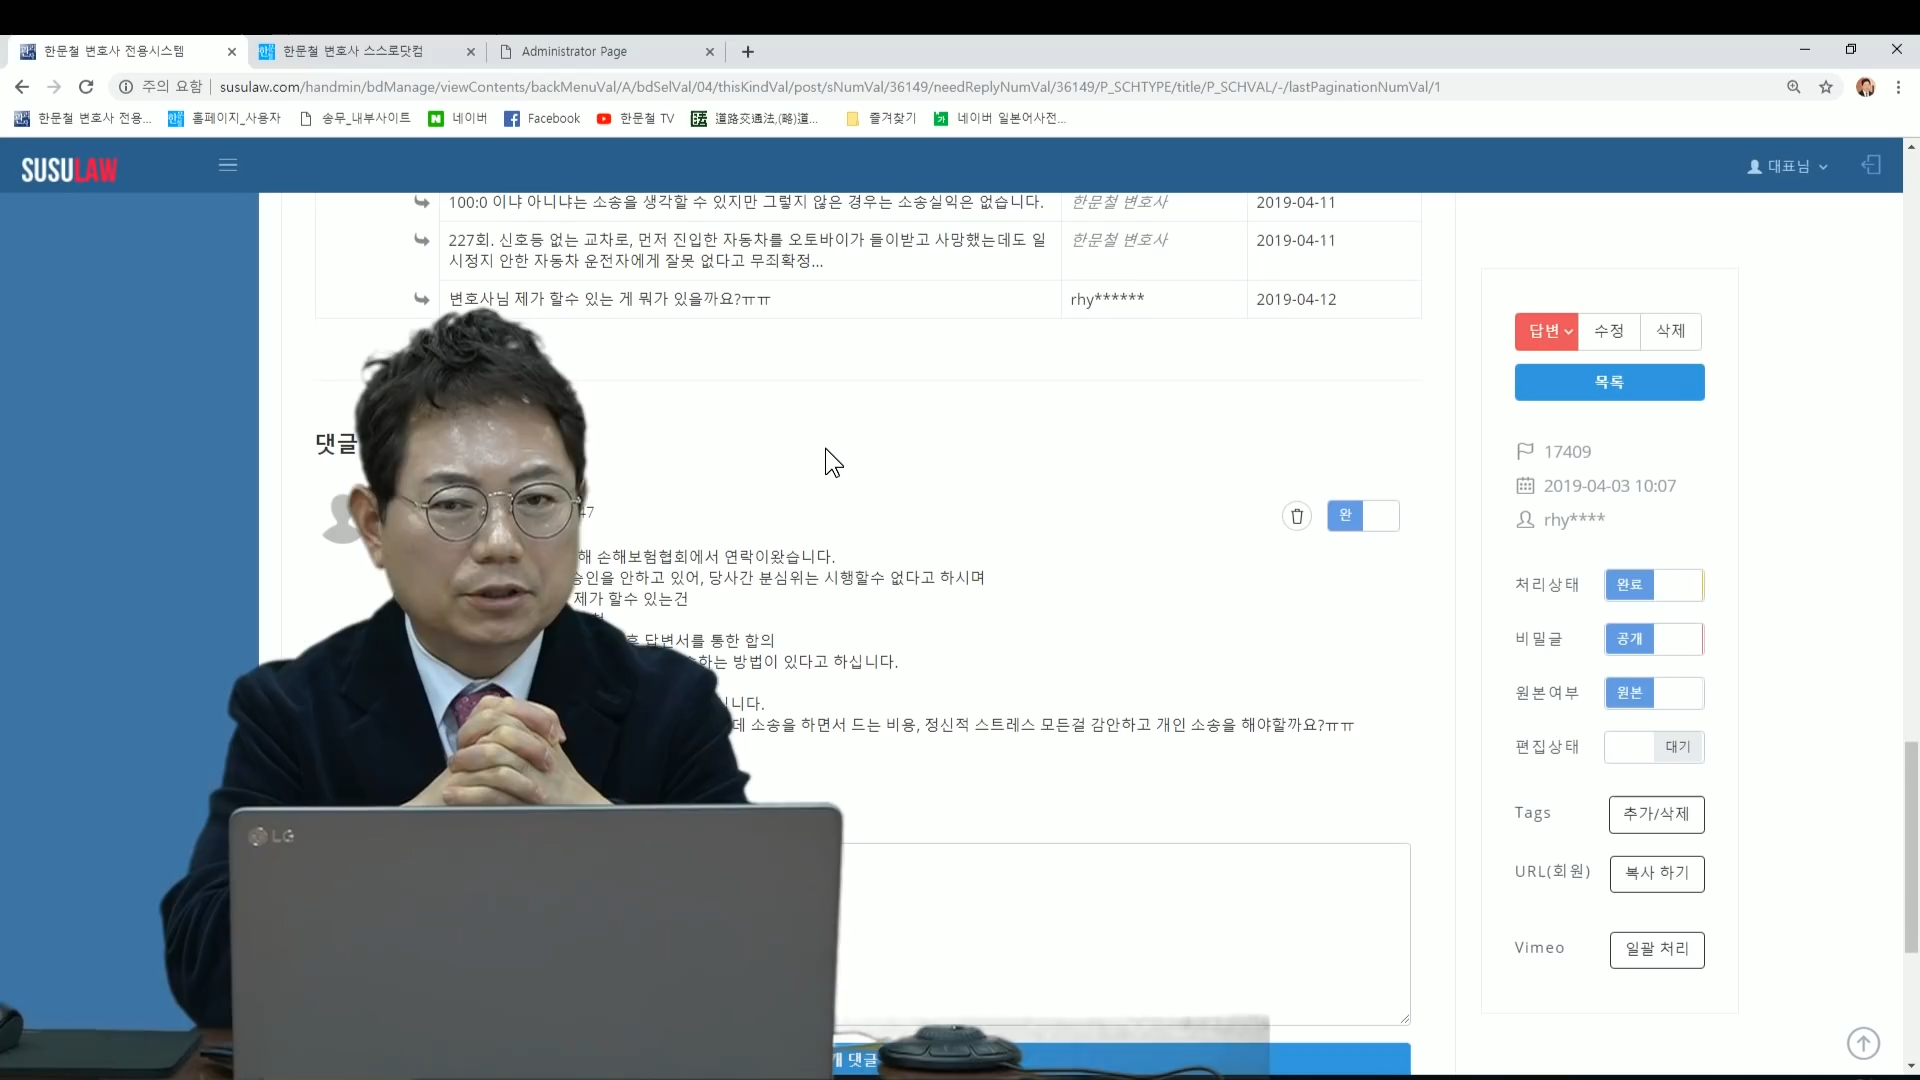 한문철 변호사 전용시스템
한문철 변호사 스스로닷컴
Administrator Page
주의 요함
susulaw.com/handmin/bdManage/viewContents/backMenuVal/A/bdSelVal/04/thisKindVal/post/sNumVal/36149/needReplyNumVal/36149/P_SCHTYPE/title/P_SCHVAL/-/lastPaginationNumVal/1
한문철 변호사 전용...
홈페이지_사용자
송무_내부사이트
네이버
Facebook
한문철 TV
道路交通法,(略)道...
즐겨찾기
네이버 일본어사전...
SUSULAW
대표님
100:0 이냐 아니냐는 소송을 생각할 수 있지만 그렇지 않은 경우는 소송실익은 없습니다.
한문철 변호사
2019-04-11
227회. 신호등 없는 교차로, 먼저 진입한 자동차를 오토바이가 들이받고 사망했는데도 일
시정지 안한 자동차 운전자에게 잘못 없다고 무죄확정...
한문철 변호사
2019-04-11
변호사님 제가 할수 있는 게 뭐가 있을까요?ㅠㅠ
rhy******
2019-04-12
답변
수정
삭제
목록
댓글
17409
2019-04-03 10:07
rhy****
47
완
해 손해보험협회에서 연락이왔습니다.
승인을 안하고 있어, 당사간 분심위는 시행할수 없다고 하시며
제가 할수 있는건
답변서를 통한 합의
하는 방법이 있다고 하십니다.
니다.
데 소송을 하면서 드는 비용, 정신적 스트레스 모든걸 감안하고 개인 소송을 해야할까요?ㅠㅠ
처리상태
완료
비밀글
공개
원본여부
원본
편집상태
대기
Tags
추가/삭제
URL(회원)
복사 하기
Vimeo
일괄 처리
LG
댓글